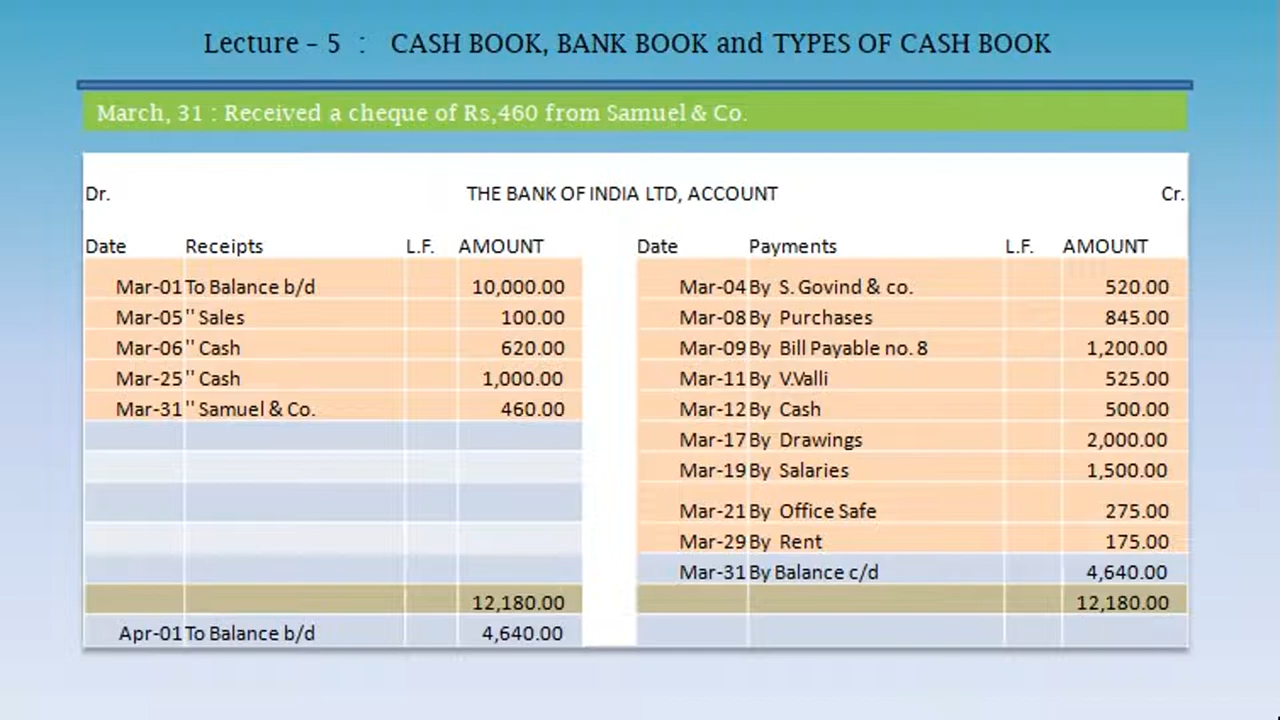 Lecture – 5 : CASH BOOK, BANK BOOK and TYPES OF CASH BOOK
March, 31 : Received a cheque of Rs,460 from Samuel & Co.
Dr. THE BANK OF INDIA LTD, ACCOUNT Cr.
Date Receipts L.F. AMOUNT Date Payments L.F. AMOUNT
Mar-01 To Balance b/d 10,000.00 Mar-04 By S. Govind & co. 520.00
Mar-05 " Sales 100.00 Mar-08 By Purchases 845.00
Mar-06 " Cash 620.00 Mar-09 By Bill Payable no. 8 1,200.00
Mar-25 " Cash 1,000.00 Mar-11 By V.Valli 525.00
Mar-31 " Samuel & Co. 460.00 Mar-12 By Cash 500.00
Mar-17 By Drawings 2,000.00
Mar-19 By Salaries 1,500.00
Mar-21 By Office Safe 275.00
Mar-29 By Rent 175.00
Mar-31 By Balance c/d 4,640.00
12,180.00 12,180.00
Apr-01 To Balance b/d 4,640.00